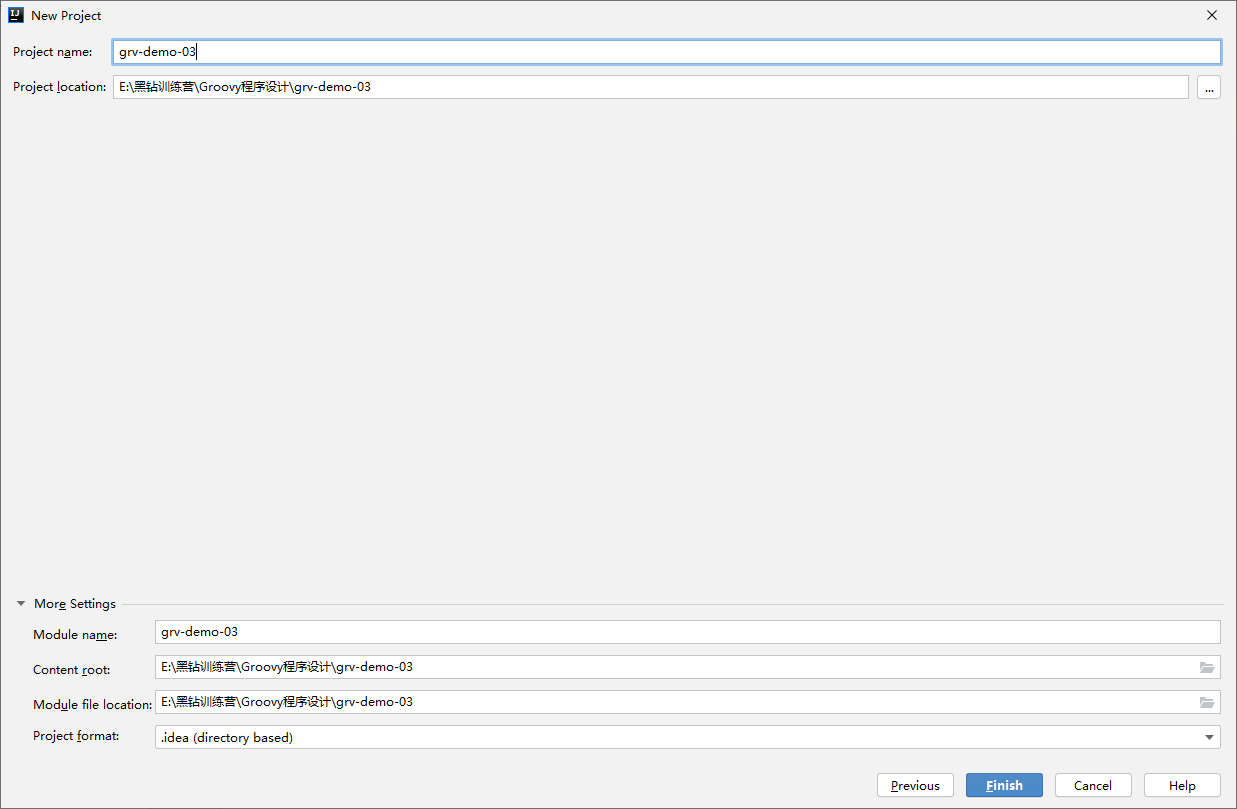 New Project
Project name: grv-demo-03
Project location: E:\黑钻训练营\Groovy程序设计\grv-demo-03 ...
More Settings
Module name: grv-demo-03
Content root: E:\黑钻训练营\Groovy程序设计\grv-demo-03
Module file location: E:\黑钻训练营\Groovy程序设计\grv-demo-03
Project format: .idea (directory based)
Previous Finish Cancel Help